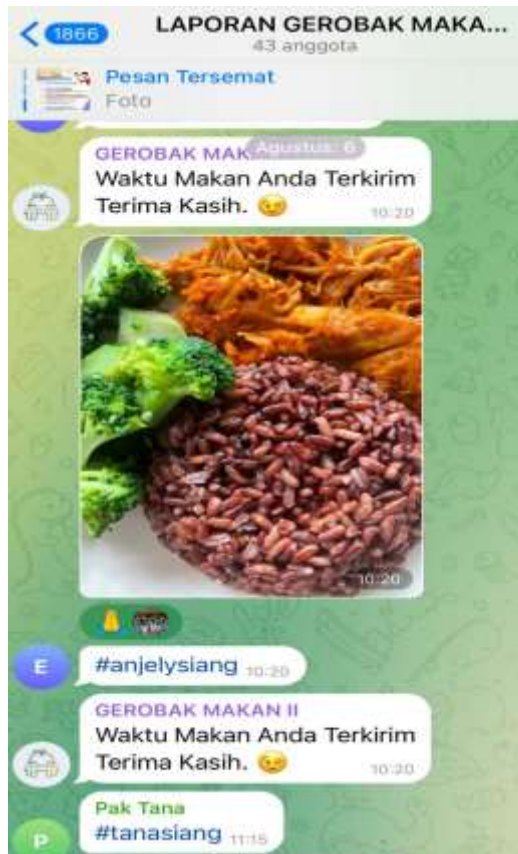 1866
LAPORAN GEROBAK MAKA...
43 anggota
Pesan Tersemat
Foto
Agustus 6
GEROBAK MAK
Waktu Makan Anda Terkirim
Terima Kasih.
10:20
10:20
E
#anjelysiang 10:20
GEROBAK MAKAN II
Waktu Makan Anda Terkirim
Terima Kasih.
10:20
Pak Tana
P
#tanasiang 11:15